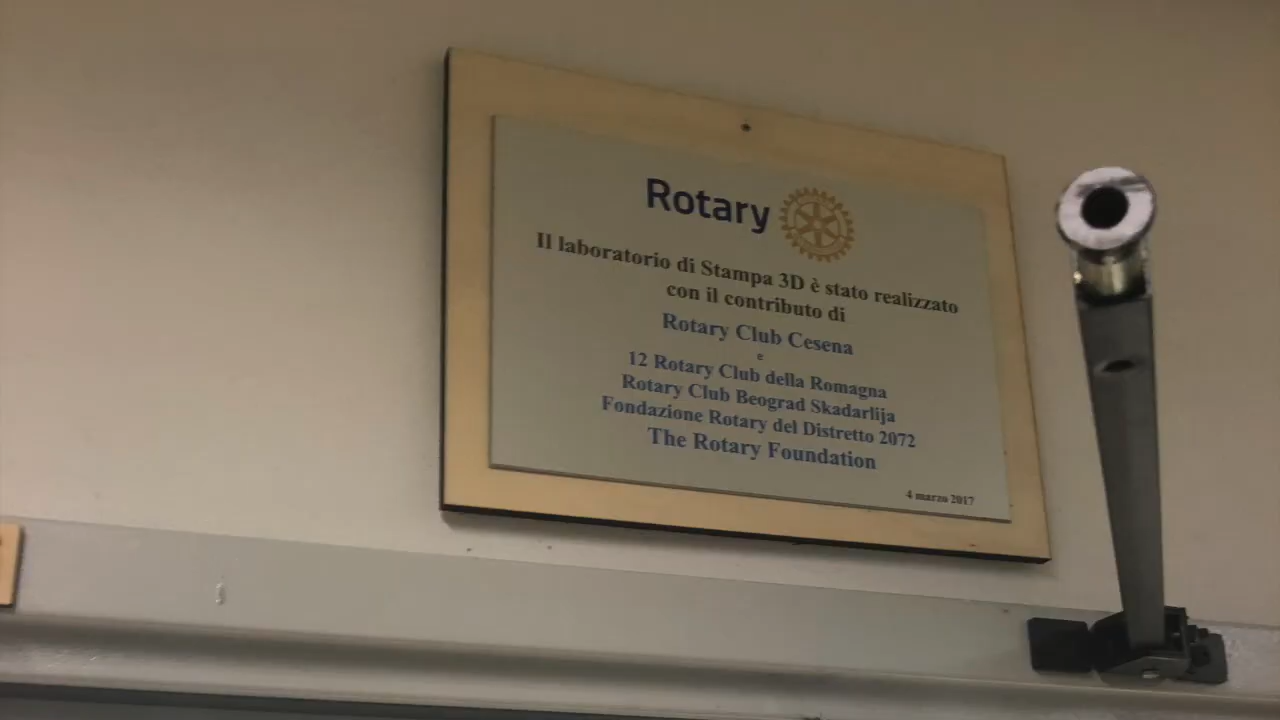 Rotary
Il laboratorio di Stampa 3D è stato realizzato
con il contributo di
Rotary Club Cesena
e
12 Rotary Club della Romagna
Rotary Club Beograd Skadarlija
Fondazione Rotary del Distretto 2072
The Rotary Foundation
4 marzo 2017